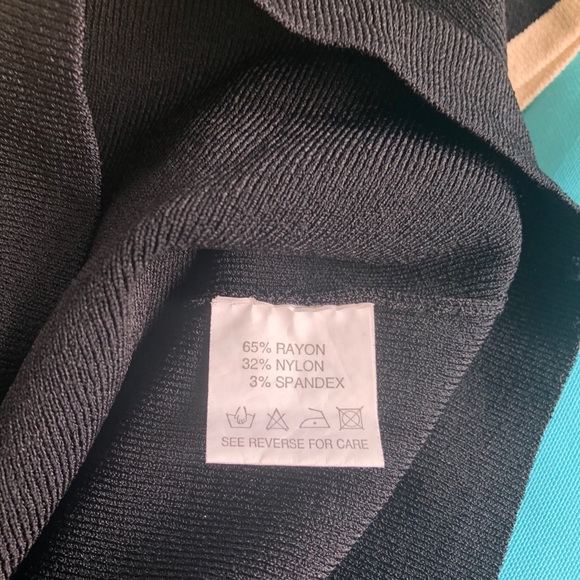 65% RAYON
32% NYLON
3% SPANDEX
SEE REVERSE FOR CARE